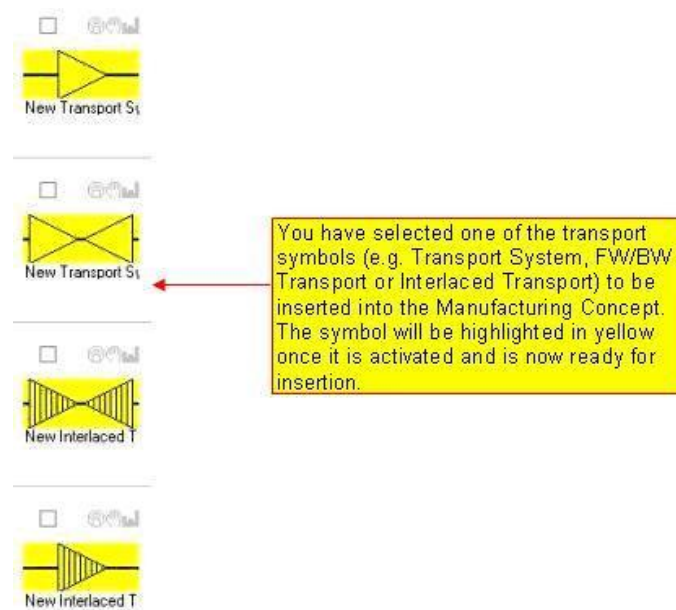 New Transport Sy
New Transport Sy
You have selected one of the transport
symbols (e.g. Transport System, FW/BW
Transport or Interlaced Transport) to be
inserted into the Manufacturing Concept.
The symbol will be highlighted in yellow
once it is activated and is now ready for
insertion.
New Interlaced T
New Interlaced T